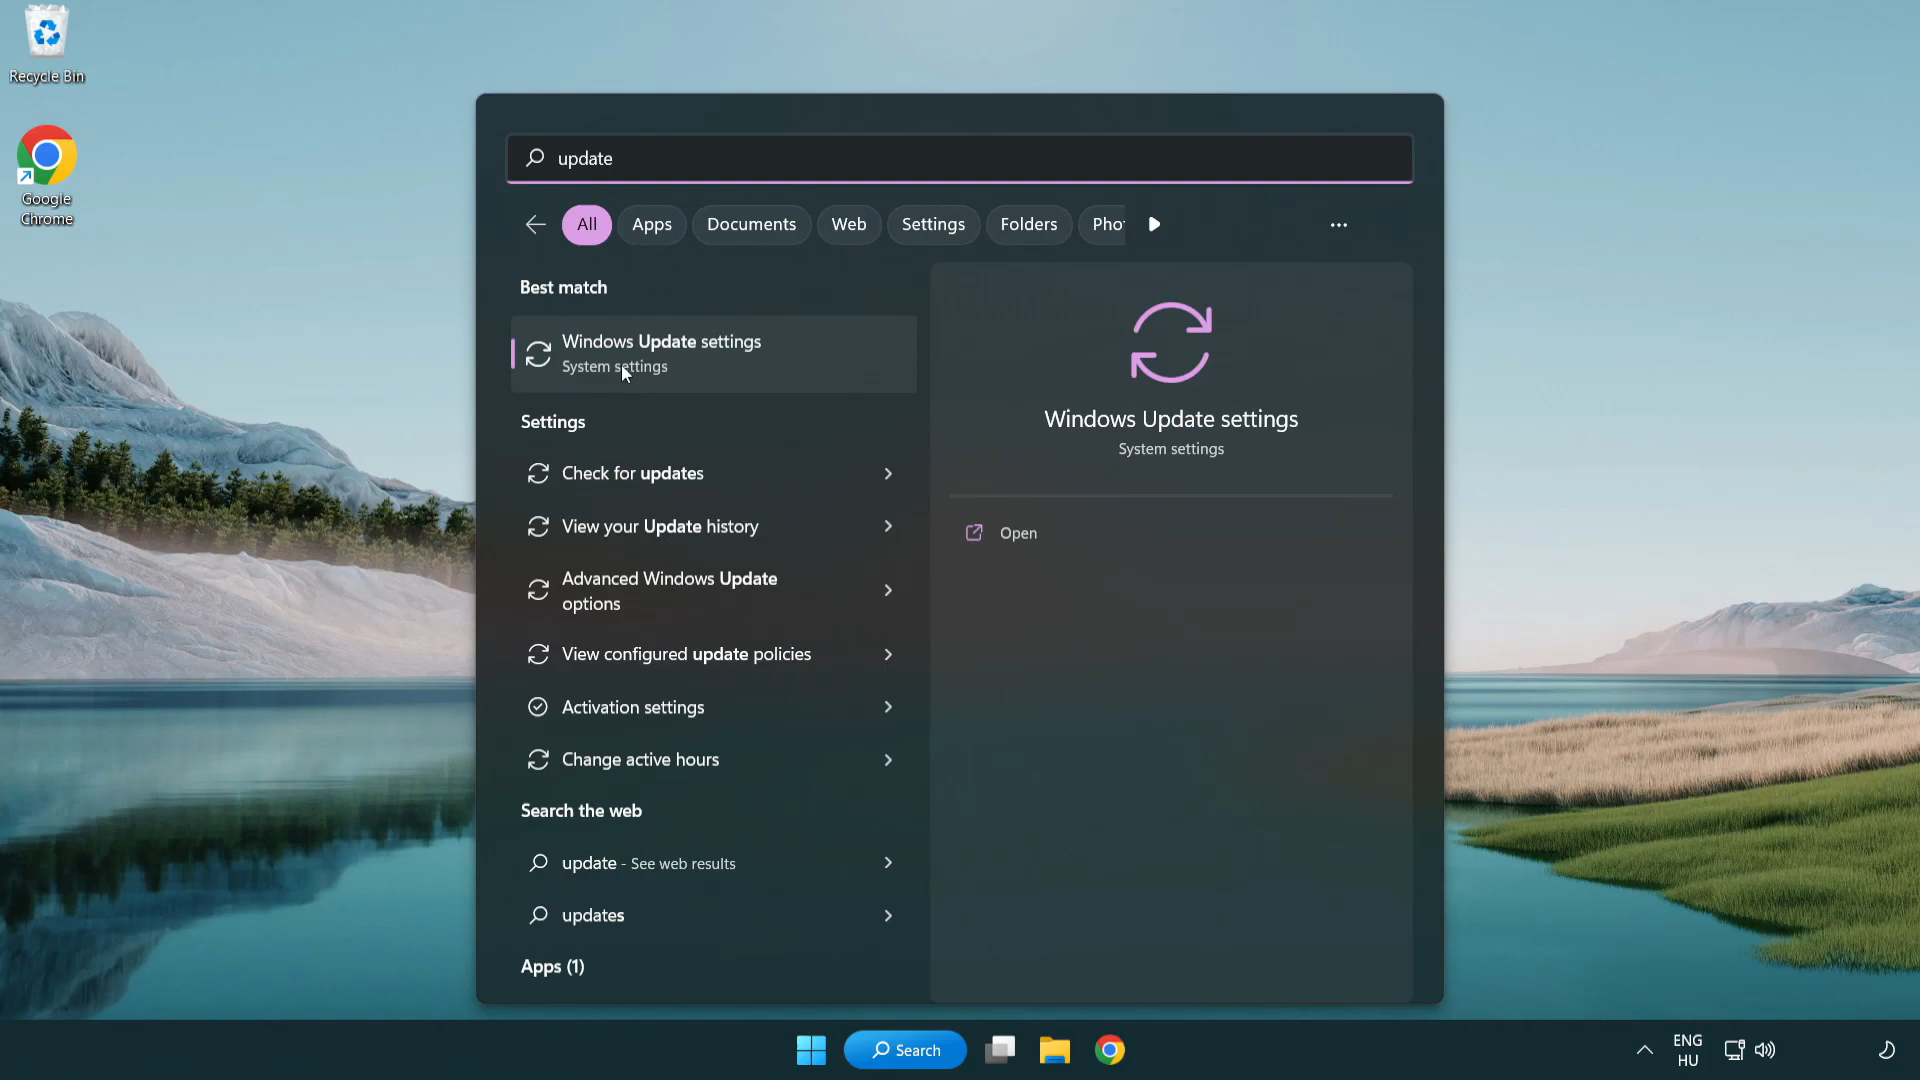 Recycle Bin
Google
Chrome
update
All
Apps
Documents
Web
Settings
Folders
Pho
Best match
Windows Update settings
System settings
Settings
Check for updates
View your Update history
Advanced Windows Update
options
View configured update policies
Activation settings
Change active hours
Search the web
update - See web results
updates
Apps (1)
Windows Update settings
System settings
Open
Search
ENG
HU